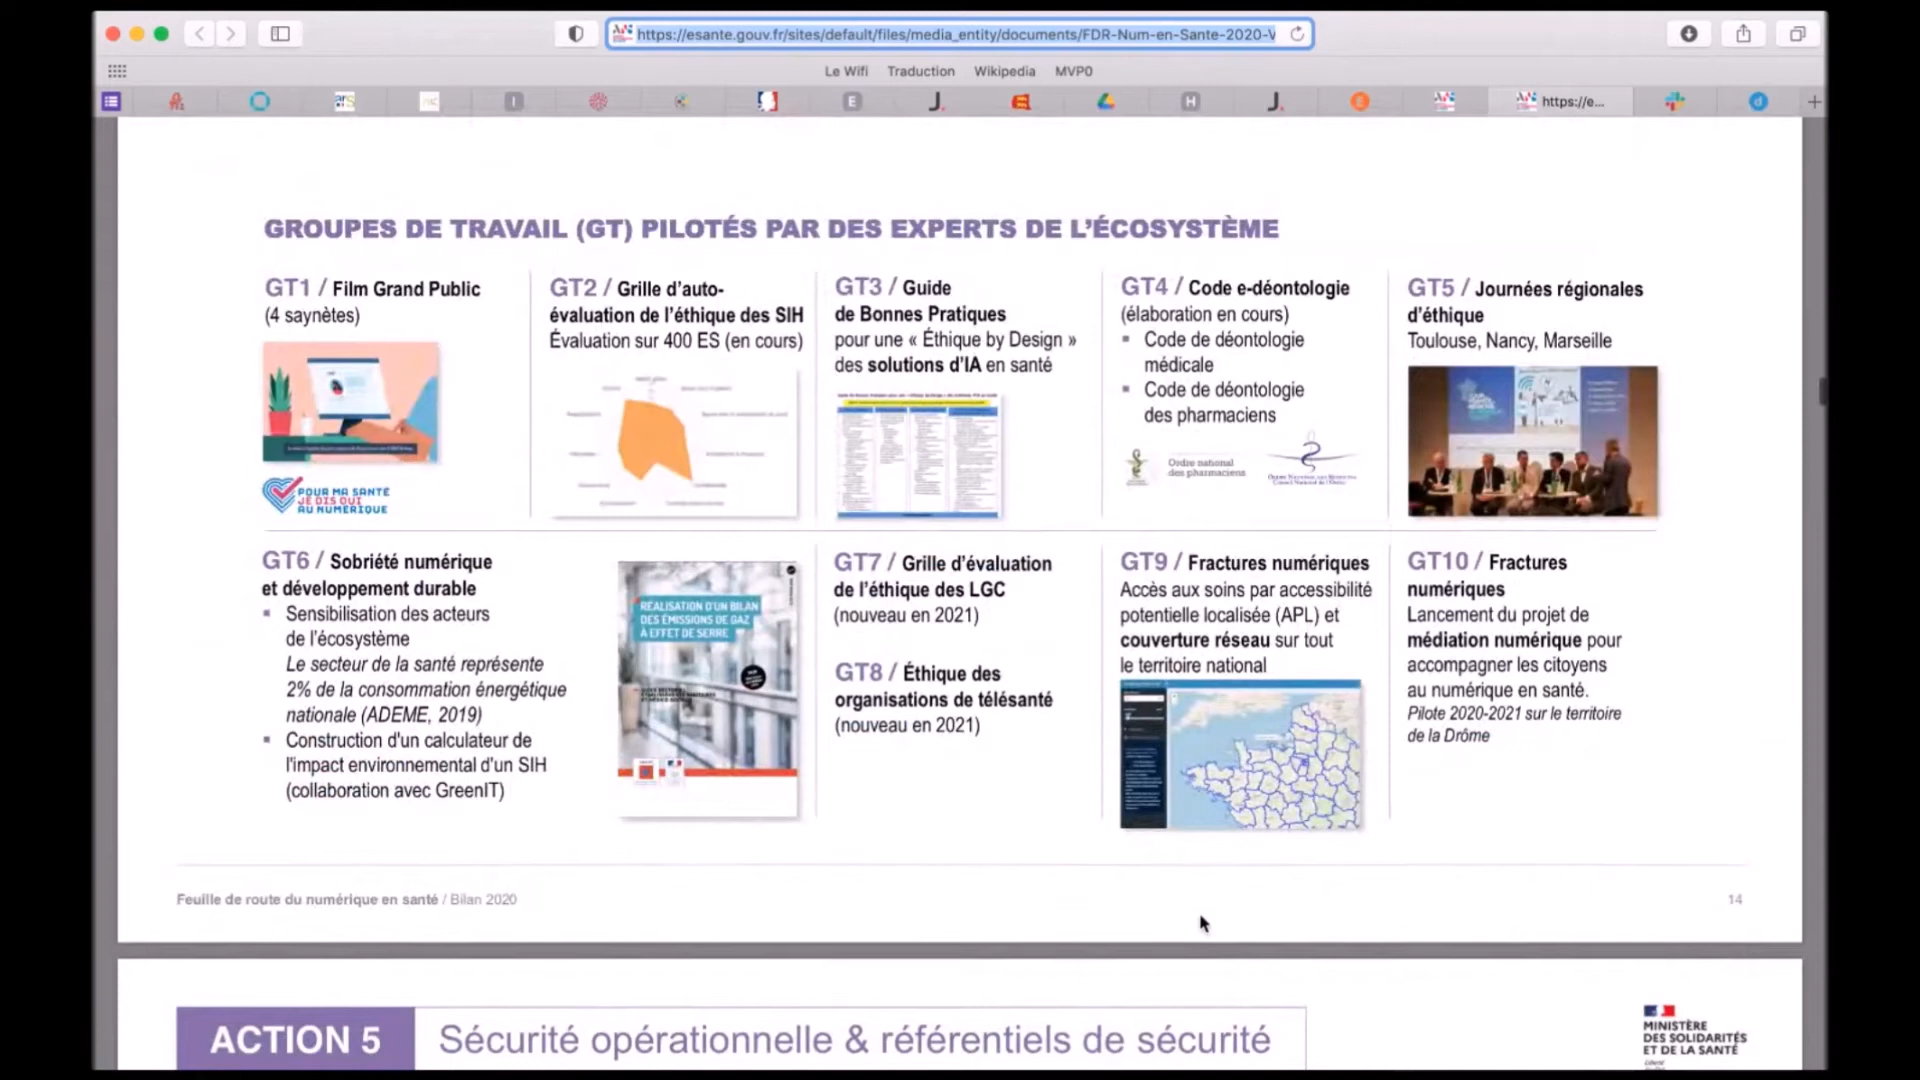 https://esante.gouv.fr/sites/default/files/media_entity/documents/FDR-Num-en-Sante-2020-V
Le Wifi Traduction Wikipedia MVP0
https://e...
GROUPES DE TRAVAIL (GT) PILOTÉS PAR DES EXPERTS DE L'ÉCOSYSTÈME
GT1 / Film Grand Public
(4 saynètes)
POUR MA SANTÉ
JE DIS OUI
AU NUMÉRIQUE
GT2 / Grille d'auto-
évaluation de l'éthique des SIH
Évaluation sur 400 ES (en cours)
GT3 / Guide
de Bonnes Pratiques
pour une « Éthique by Design »
des solutions d'IA en santé
GT4 / Code e-déontologie
(élaboration en cours)
▪ Code de déontologie
médicale
▪ Code de déontologie
des pharmaciens
Ordre national
des pharmaciens
GT5 / Journées régionales
d'éthique
Toulouse, Nancy, Marseille
GT6 / Sobriété numérique
et développement durable
▪ Sensibilisation des acteurs
de l'écosystème
Le secteur de la santé représente
2% de la consommation énergétique
nationale (ADEME, 2019)
▪ Construction d'un calculateur de
l'impact environnemental d'un SIH
(collaboration avec GreenIT)
RÉALISATION D'UN BILAN
DES ÉMISSIONS DE GAZ
À EFFET DE SERRE
GT7 / Grille d'évaluation
de l'éthique des LGC
(nouveau en 2021)
GT8 / Éthique des
organisations de télésanté
(nouveau en 2021)
GT9 / Fractures numériques
Accès aux soins par accessibilité
potentielle localisée (APL) et
couverture réseau sur tout
le territoire national
GT10 / Fractures
numériques
Lancement du projet de
médiation numérique pour
accompagner les citoyens
au numérique en santé.
Pilote 2020-2021 sur le territoire
de la Drôme
Feuille de route du numérique en santé / Bilan 2020
14
ACTION 5
Sécurité opérationnelle & référentiels de sécurité
MINISTÈRE
DES SOLIDARITÉS
ET DE LA SANTÉ